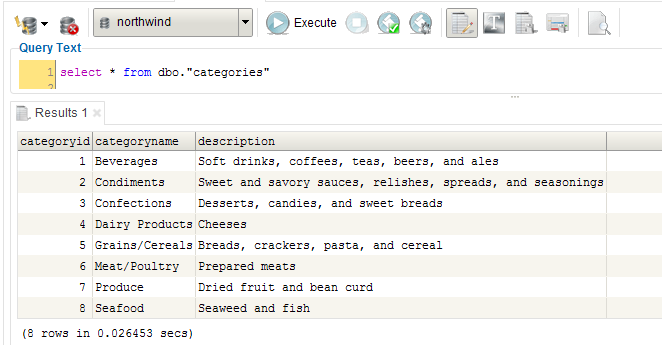 northwind
Execute
Query Text
1 select * from dbo."categories"
2
Results 1
categoryid categoryname description
1 Beverages Soft drinks, coffees, teas, beers, and ales
2 Condiments Sweet and savory sauces, relishes, spreads, and seasonings
3 Confections Desserts, candies, and sweet breads
4 Dairy Products Cheeses
5 Grains/Cereals Breads, crackers, pasta, and cereal
6 Meat/Poultry Prepared meats
7 Produce Dried fruit and bean curd
8 Seafood Seaweed and fish
(8 rows in 0.026453 secs)